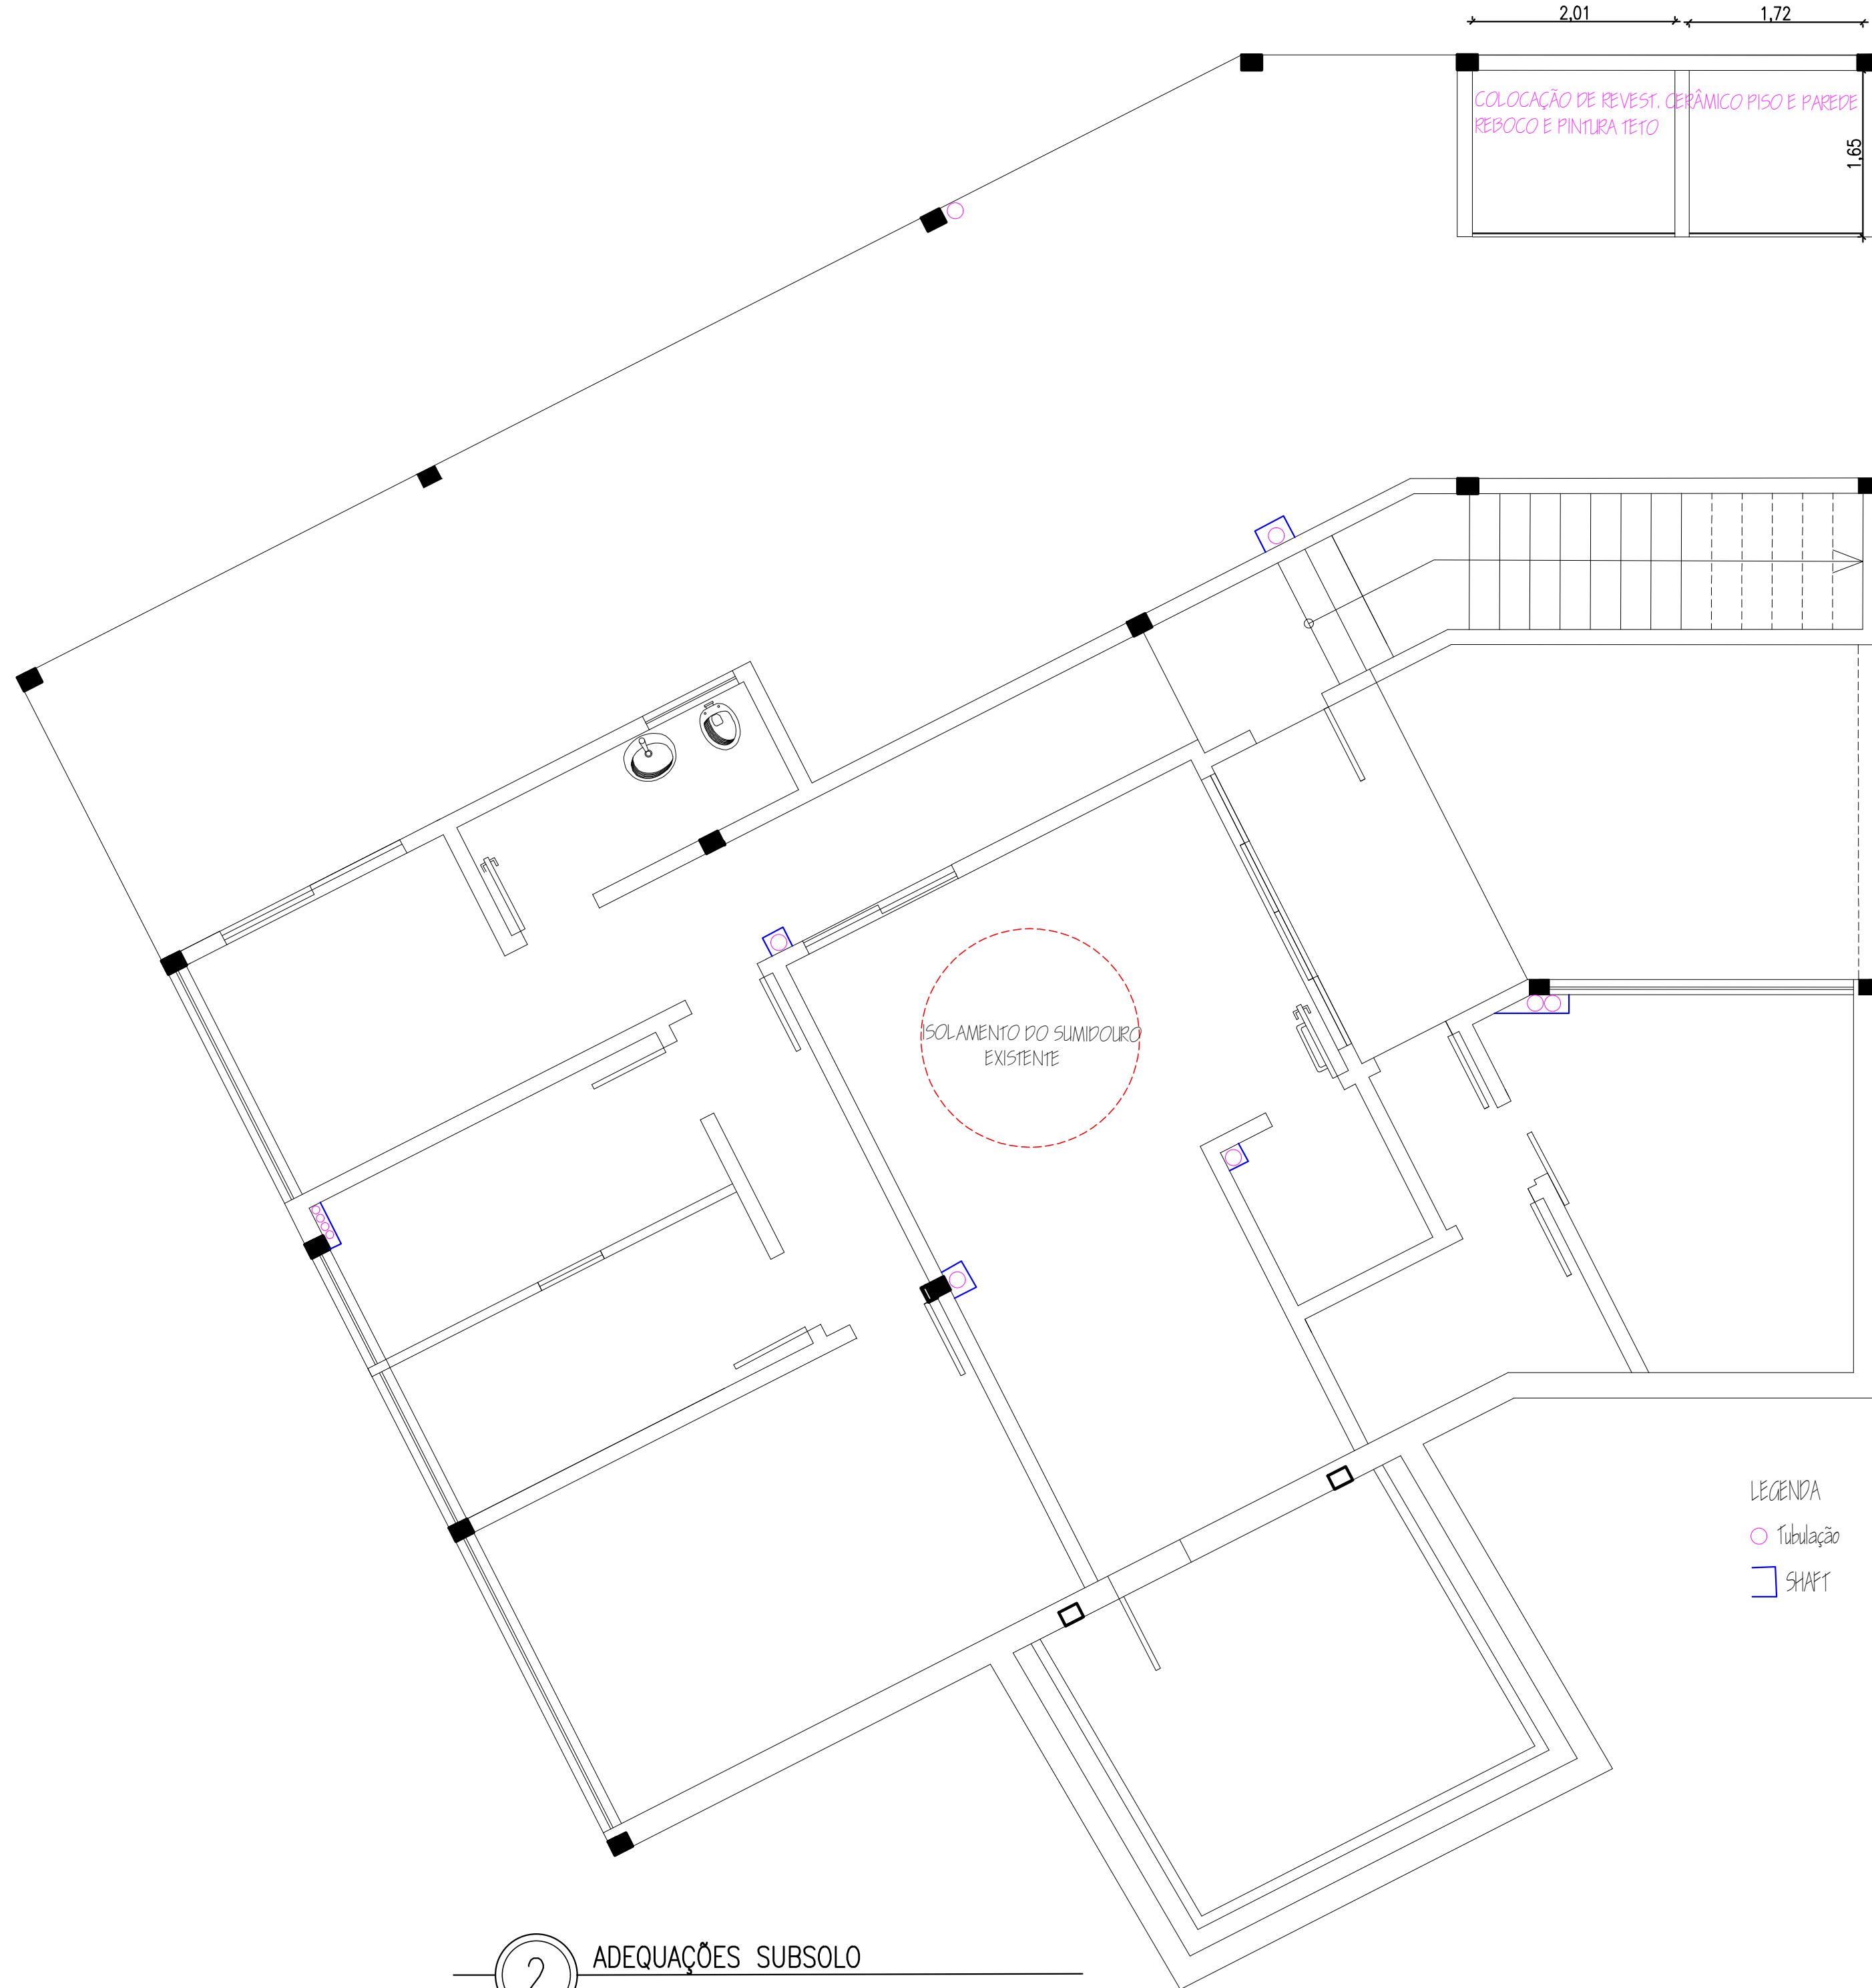 2,01
1,72
COLOCAÇÃO DE REVEST. CERÂMICO PISO E PAREDE
REBOCO E PINTURA TETO
1,65
ISOLAMENTO DO SUMIDOURO
EXISTENTE
LEGENDA
Tubulação
SHAFT
ADEQUAÇÕES SUBSOLO
2